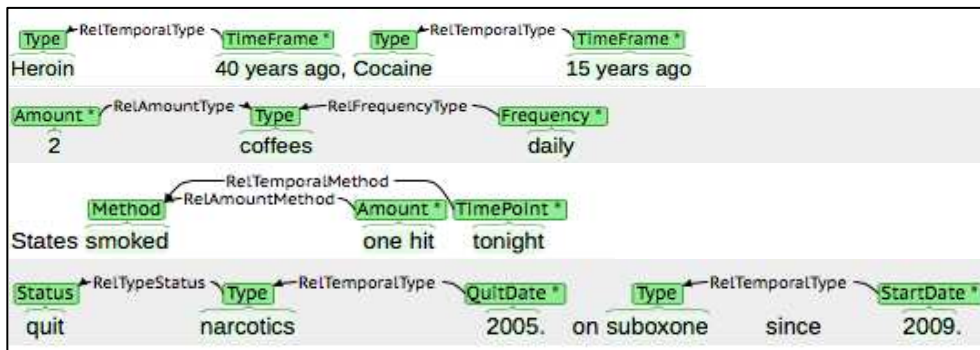 RelTemporalType RelTemporalType
Type TimeFrame * Type TimeFrame *
Heroin 40 years ago, Cocaine 15 years ago
Amount * RelAmountType Type RelFrequencyType Frequency *
2 coffees daily
RelTemporalMethod
RelAmountMethod
Method Amount * TimePoint *
States smoked one hit tonight
Status RelTypeStatus Type RelTemporalType QuitDate * Type RelTemporalType StartDate *
quit narcotics 2005. on suboxone since 2009.